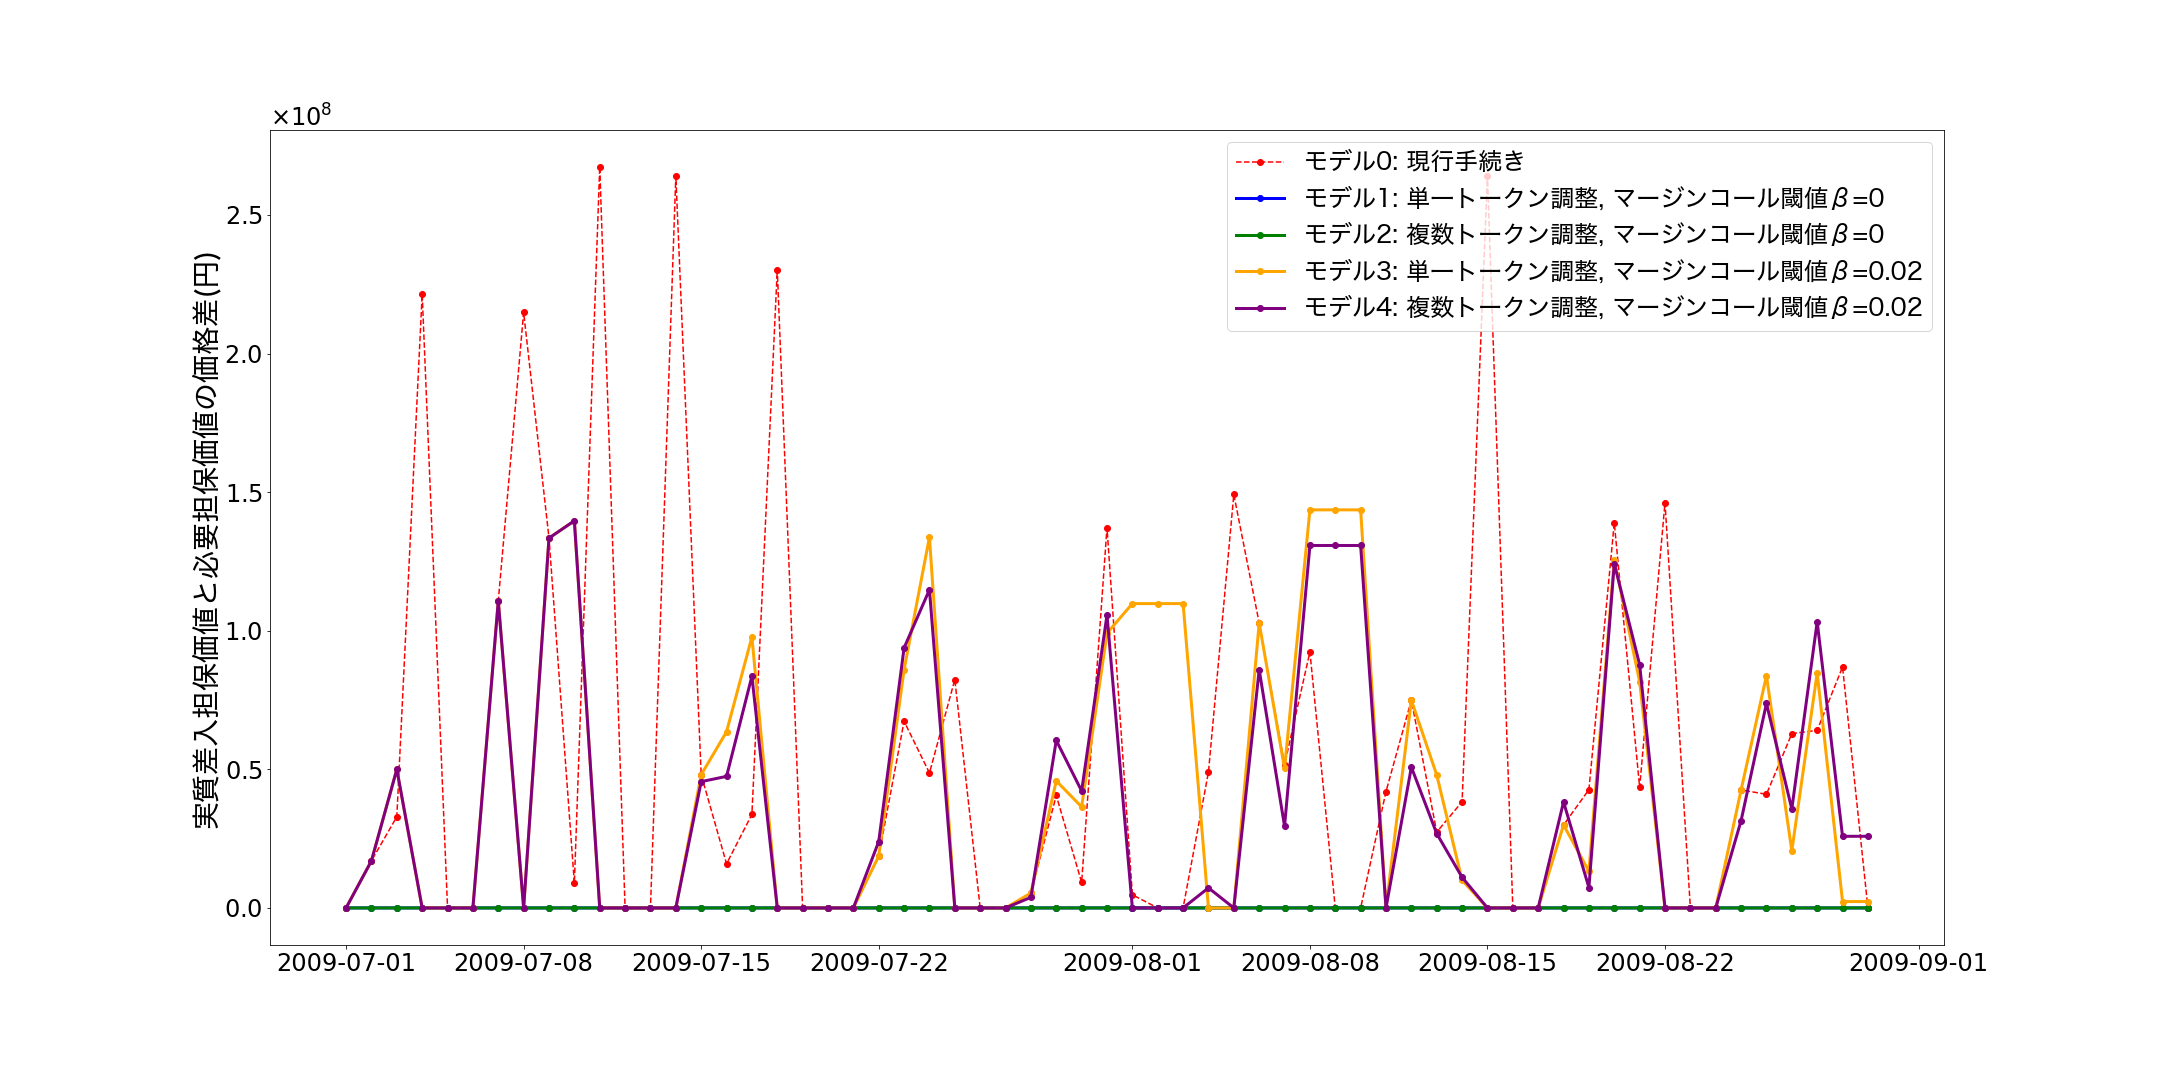 ×10⁸
モデル0: 現行手続き
モデル1: 単一トークン調整, マージンコール閾値β=0
モデル2: 複数トークン調整, マージンコール閾値β=0
モデル3: 単一トークン調整, マージンコール閾値β=0.02
モデル4: 複数トークン調整, マージンコール閾値β=0.02
実質差入担保価値と必要担保価値の価格差(円)
2.5
2.0
1.5
1.0
0.5
0.0
2009-07-01
2009-07-08
2009-07-15
2009-07-22
2009-08-01
2009-08-08
2009-08-15
2009-08-22
2009-09-01